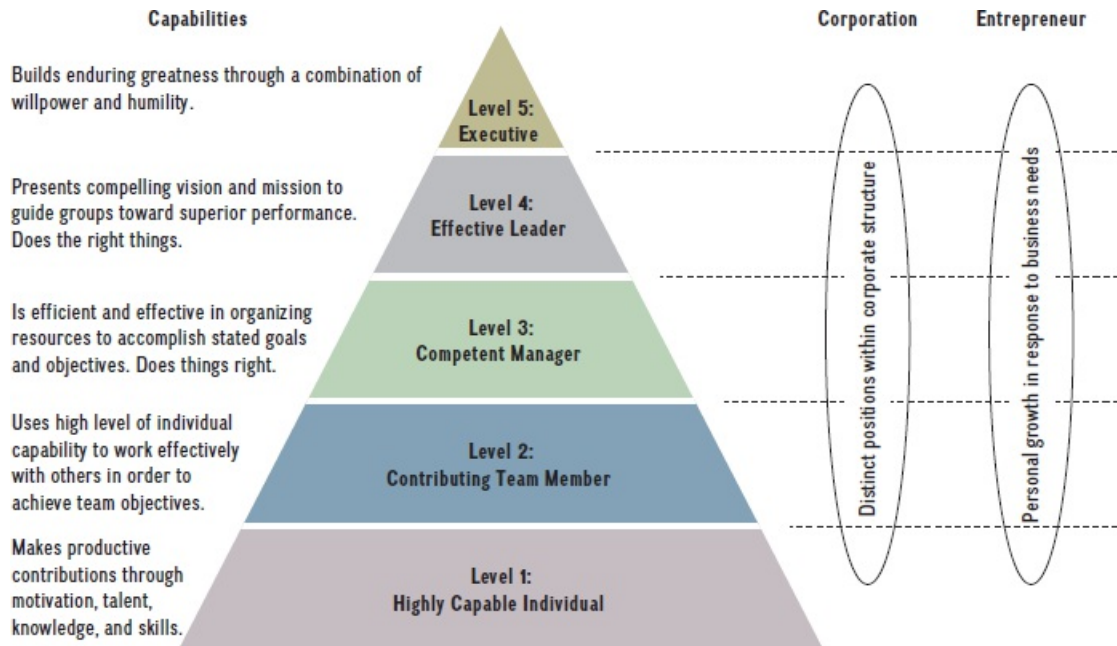 Capabilities
Corporation
Entrepreneur
Builds enduring greatness through a combination of
willpower and humility.
Level 5:
Executive
Presents compelling vision and mission to
guide groups toward superior performance.
Does the right things.
Level 4:
Effective Leader
Is efficient and effective in organizing
resources to accomplish stated goals
and objectives. Does things right.
Level 3:
Competent Manager
Uses high level of individual
capability to work effectively
with others in order to
achieve team objectives.
Level 2:
Contributing Team Member
Makes productive
contributions through
motivation, talent,
knowledge, and skills.
Level 1:
Highly Capable Individual
Distinct positions within corporate structure
Personal growth in response to business needs